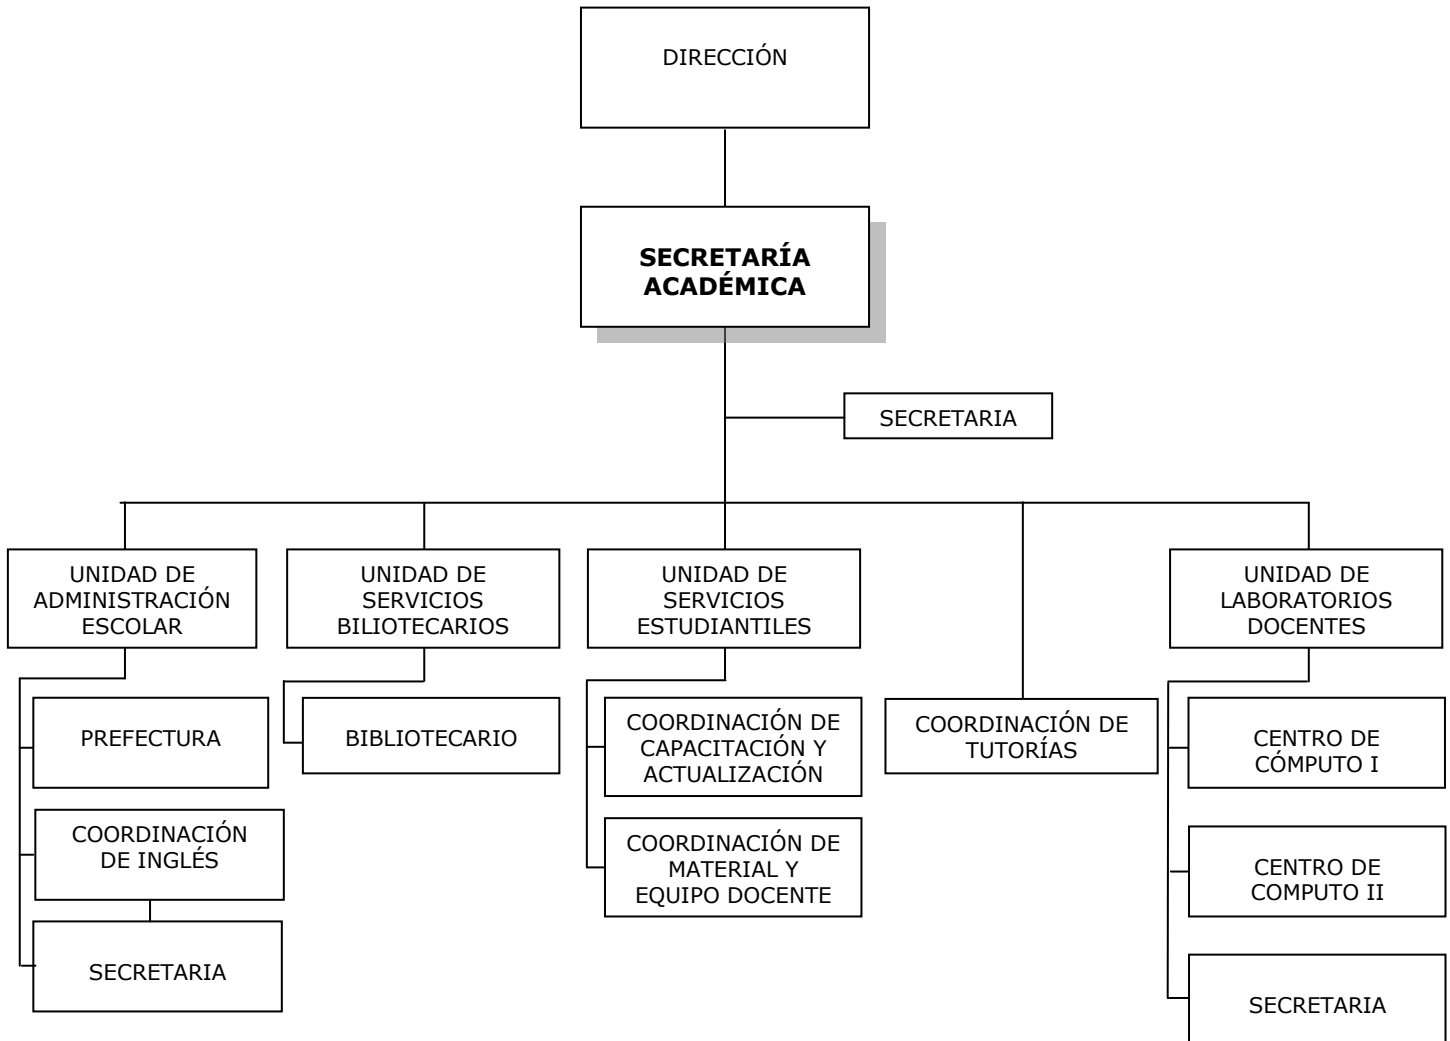 DIRECCIÓN
SECRETARÍA
ACADÉMICA
SECRETARIA
UNIDAD DE
ADMINISTRACIÓN
ESCOLAR
UNIDAD DE
SERVICIOS
BILIOTECARIOS
UNIDAD DE
SERVICIOS
ESTUDIANTILES
UNIDAD DE
LABORATORIOS
DOCENTES
PREFECTURA
BIBLIOTECARIO
COORDINACIÓN DE
CAPACITACIÓN Y
ACTUALIZACIÓN
COORDINACIÓN DE
TUTORÍAS
CENTRO DE
CÓMPUTO I
COORDINACIÓN
DE INGLÉS
COORDINACIÓN DE
MATERIAL Y
EQUIPO DOCENTE
CENTRO DE
COMPUTO II
SECRETARIA
SECRETARIA